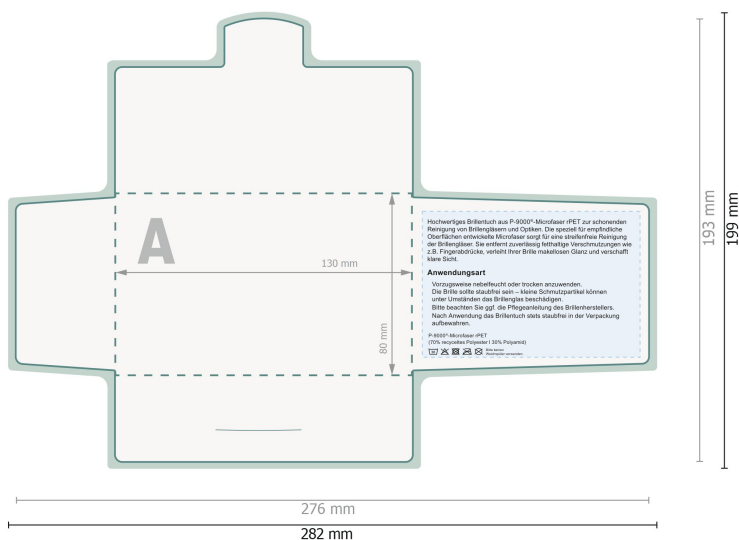 A
130 mm
80 mm
Hochwertiges Brillentuch aus P-9000®-Microfaser rPET zur schonenden
Reinigung von Brillengläsern und Optiken. Die speziell für empfindliche
Oberflächen entwickelte Microfaser sorgt für eine streifenfreie Reinigung
der Brillengläser. Sie entfernt zuverlässig fetthaltige Verschmutzungen wie
z.B. Fingerabdrücke, verleiht Ihrer Brille makellosen Glanz und verschafft
klare Sicht.
Anwendungsart
Vorzugsweise nebelfeucht oder trocken anzuwenden.
Die Brille sollte staubfrei sein – kleine Schmutzpartikel können
unter Umständen das Brillenglas beschädigen.
Bitte beachten Sie ggf. die Pflegeanleitung des Brillenherstellers.
Nach Anwendung das Brillentuch stets staubfrei in der Verpackung
aufbewahren.
P-9000®-Microfaser rPET
(70% recyceltes Polyester / 30% Polyamid)
Bitte keinen
Weichspüler verwenden
193 mm
199 mm
276 mm
282 mm